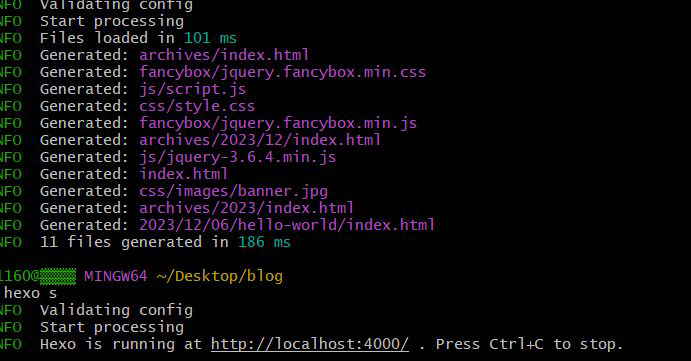 NFO  Validating config
NFO  Start processing
NFO  Files loaded in 101 ms
NFO  Generated: archives/index.html
NFO  Generated: fancybox/jquery.fancybox.min.css
NFO  Generated: js/script.js
NFO  Generated: css/style.css
NFO  Generated: fancybox/jquery.fancybox.min.js
NFO  Generated: archives/2023/12/index.html
NFO  Generated: js/jquery-3.6.4.min.js
NFO  Generated: index.html
NFO  Generated: css/images/banner.jpg
NFO  Generated: archives/2023/index.html
NFO  Generated: 2023/12/06/hello-world/index.html
NFO  11 files generated in 186 ms
1160@▒▒▒▒ MINGW64 ~/Desktop/blog
hexo s
NFO  Validating config
NFO  Start processing
NFO  Hexo is running at http://localhost:4000/ . Press Ctrl+C to stop.